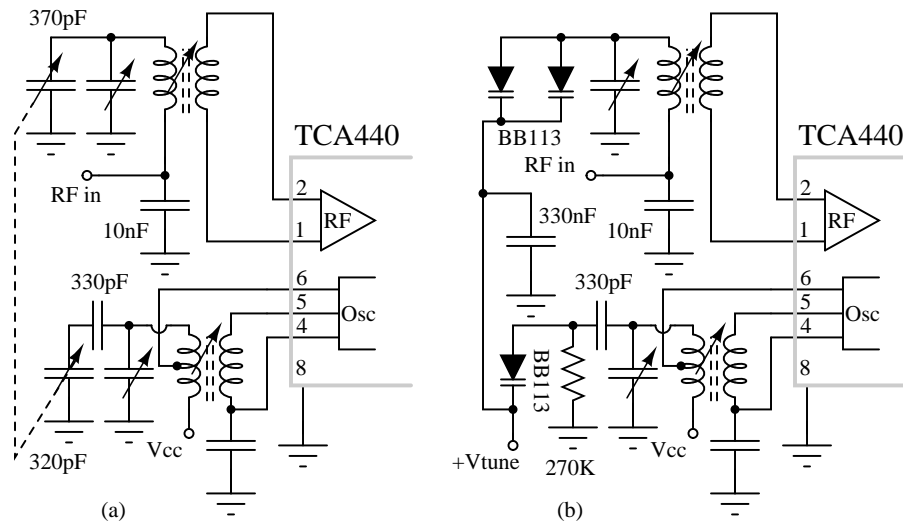 370pF
TCA440
RF in
10nF
2
1
RF
330pF
6
5
4
Osc
8
320pF
Vcc
(a)
BB113
TCA440
RF in
330nF
10nF
2
1
RF
330pF
6
5
4
Osc
BB113
8
+Vtune
270K
Vcc
(b)